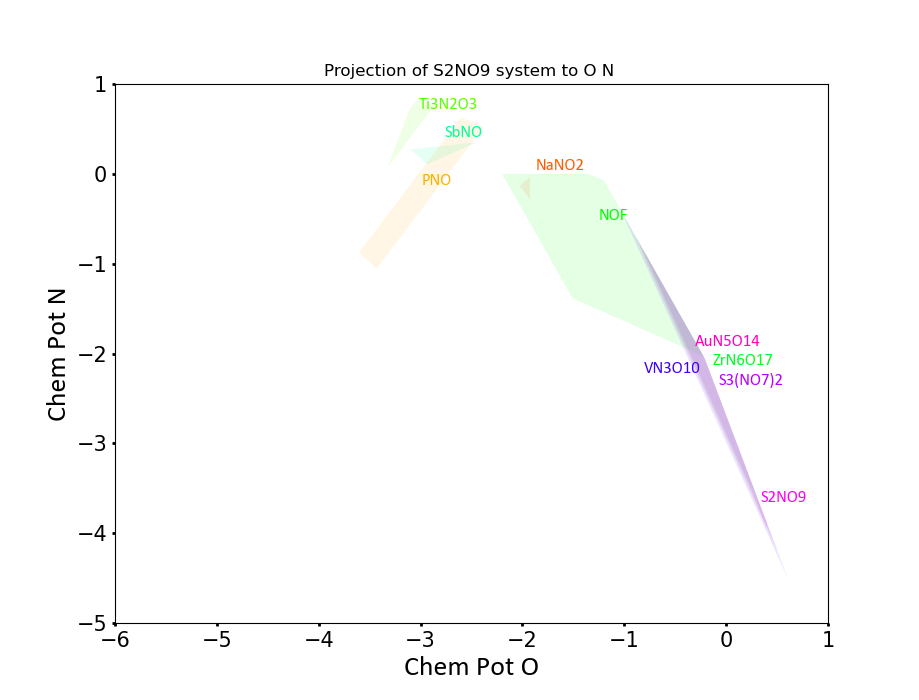 Projection of S2NO9 system to O N
1
Ti3N2O3
SbNO
NaNO2
0
PNO
NOF
−1
Chem Pot N
AuN5O14
−2
ZrN6O17
VN3O10
S3(NO7)2
−3
S2NO9
−4
−5
−6 −5 −4 −3 −2 −1 0 1
Chem Pot O